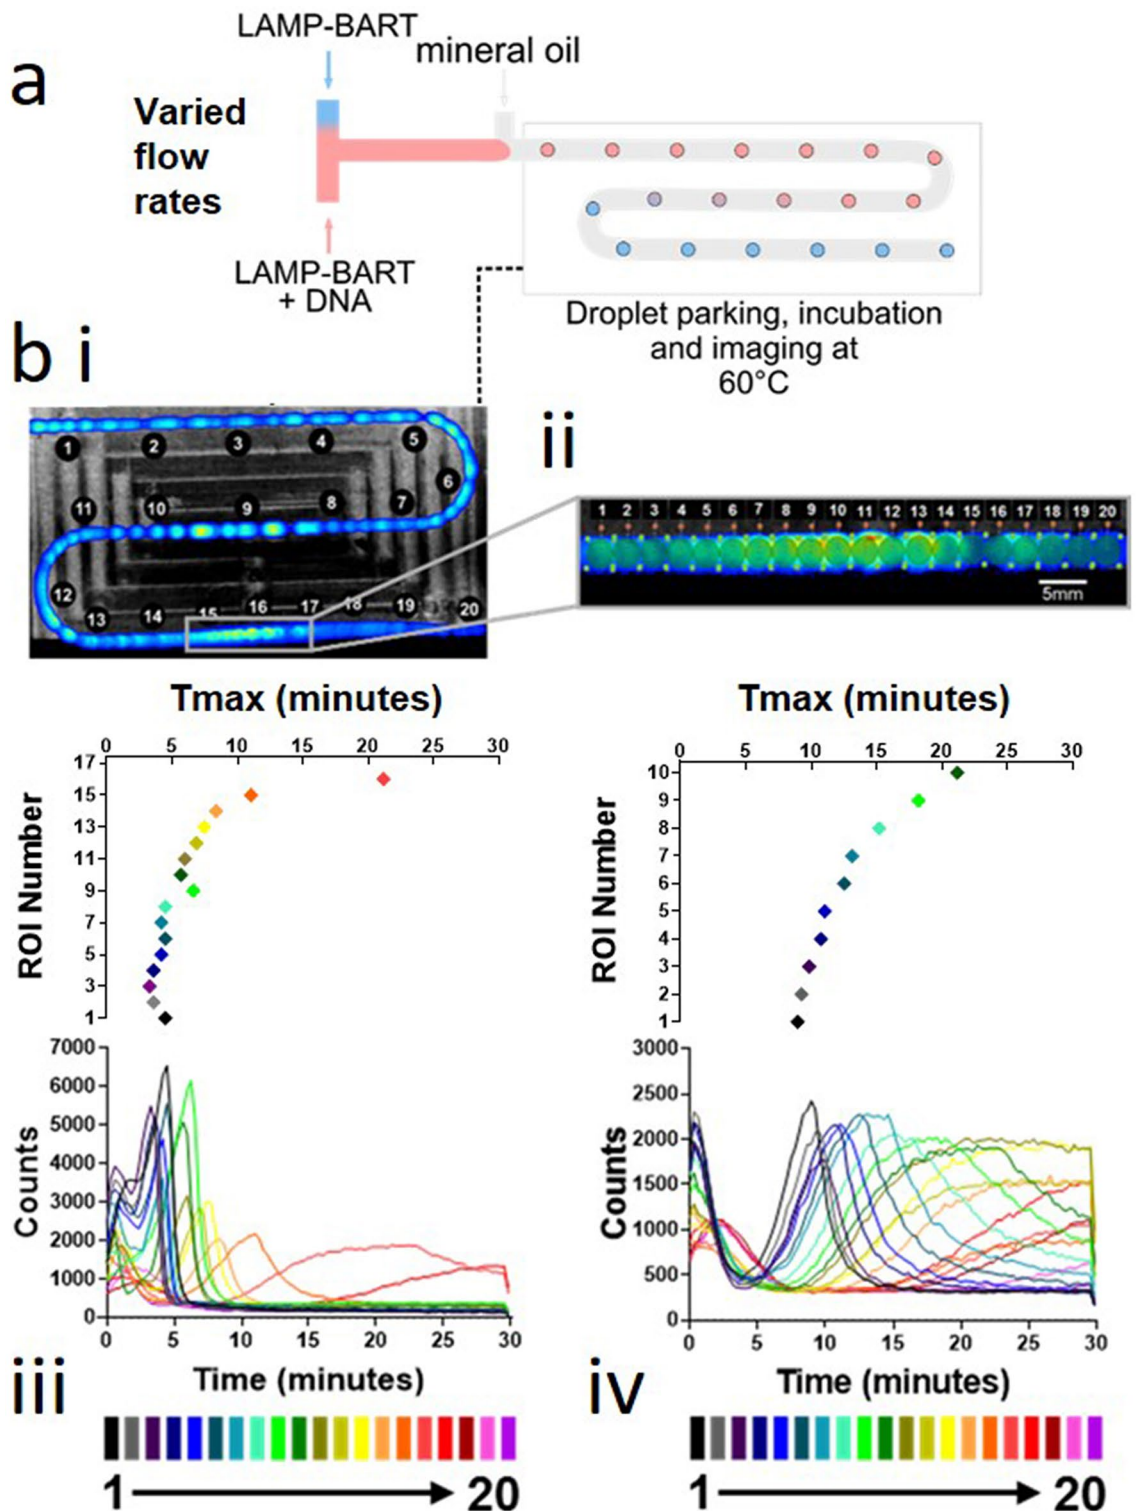 a
LAMP-BART
mineral oil
Varied
flow
rates
LAMP-BART
+ DNA
Droplet parking, incubation
and imaging at
60°C
b i
1 2 3 4 5
6
11 10 9 8 7
12
13 14 15 16 17 18 19 20
ii
1 2 3 4 5 6 7 8 9 10 11 12 13 14 15 16 17 18 19 20
5mm
Tmax (minutes)
0 5 10 20 25 30
ROI Number
17
15
13
11
9
7
5
3
1
Counts
7000
6000
5000
4000
3000
2000
1000
0
0 5 10 15 20 25 30
Time (minutes)
iii
1 20
Tmax (minutes)
0 5 10 15 20 25 30
ROI Number
10
9
8
7
6
5
4
3
2
1
Counts
3000
2500
2000
1500
1000
500
0
0 5 10 15 20 25 30
Time (minutes)
iv
1 20